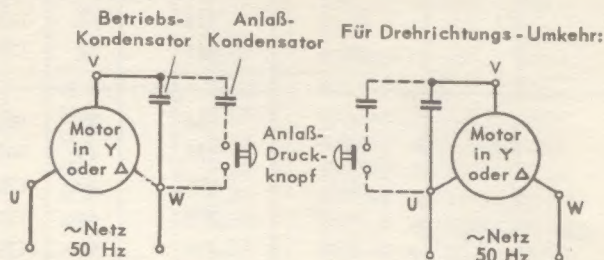 Betriebs-
Kondensator
Anlaß-
Kondensator
Für Drehrichtungs-Umkehr:
V
Motor
in Y
oder Δ
U
W
~Netz
50 Hz
Anlaß-
Druck-
knopf
V
Motor
in Y
oder Δ
U
W
~Netz
50 Hz